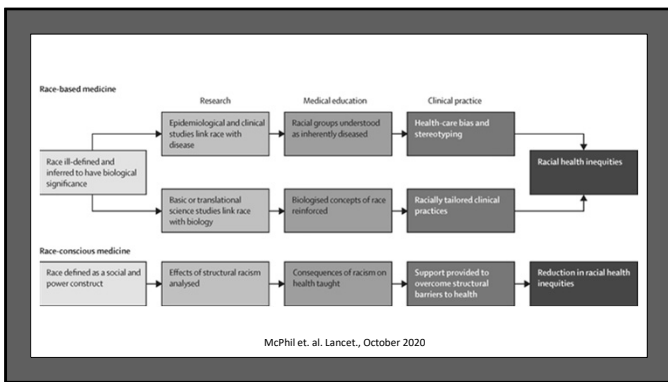 Race-based medicine
Research
Medical education
Clinical practice
Race ill-defined and
inferred to have biological
significance
Epidemiological and clinical
studies link race with
disease
Racial groups understood
as inherently diseased
Health-care bias and
stereotyping
Basic or translational
science studies link race
with biology
Biologised concepts of race
reinforced
Racially tailored clinical
practices
Racial health inequities
Race-conscious medicine
Race defined as a social and
power construct
Effects of structural racism
analysed
Consequences of racism on
health taught
Support provided to
overcome structural
barriers to health
Reduction in racial health
inequities
McPhil et. al. Lancet., October 2020